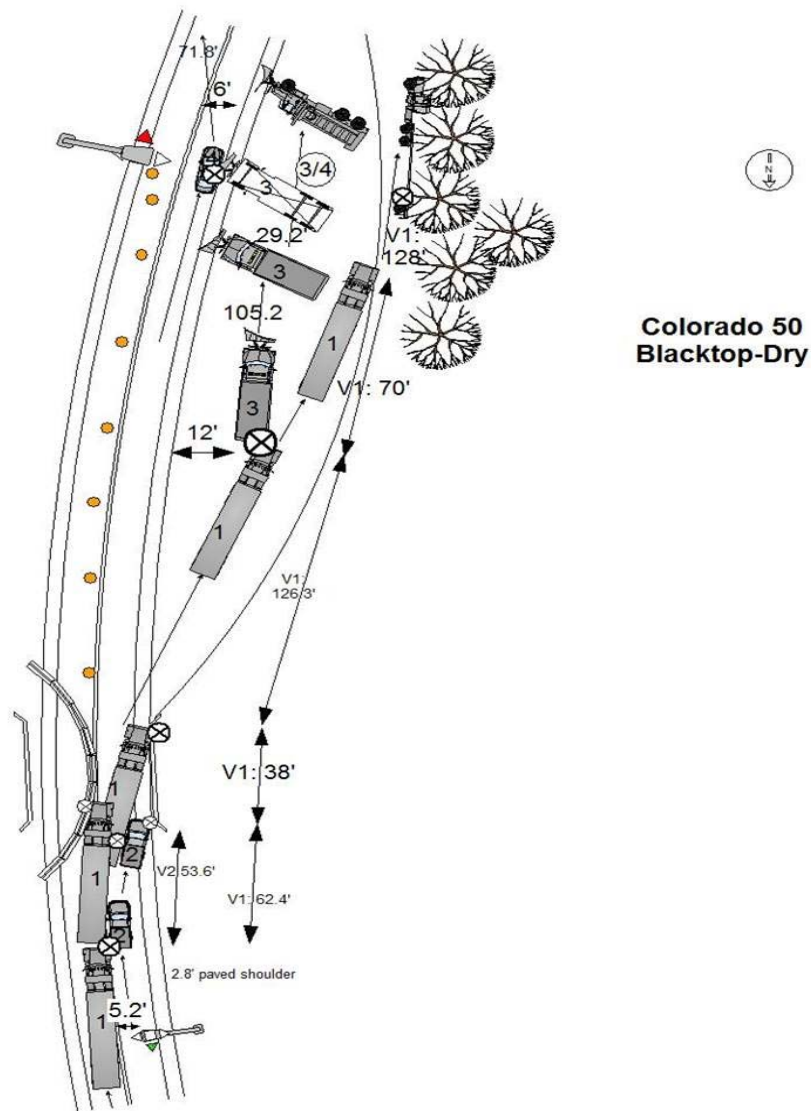 71.8'
6'
3/4
3
N
29.2'
V1:
128'
3
1
Colorado 50
Blacktop-Dry
105.2
V1: 70'
3
12'
1
V1:
126.3'
V1: 38'
1
2
1
V2:53.6'
V1: 62.4'
2
2.8' paved shoulder
5.2'
1